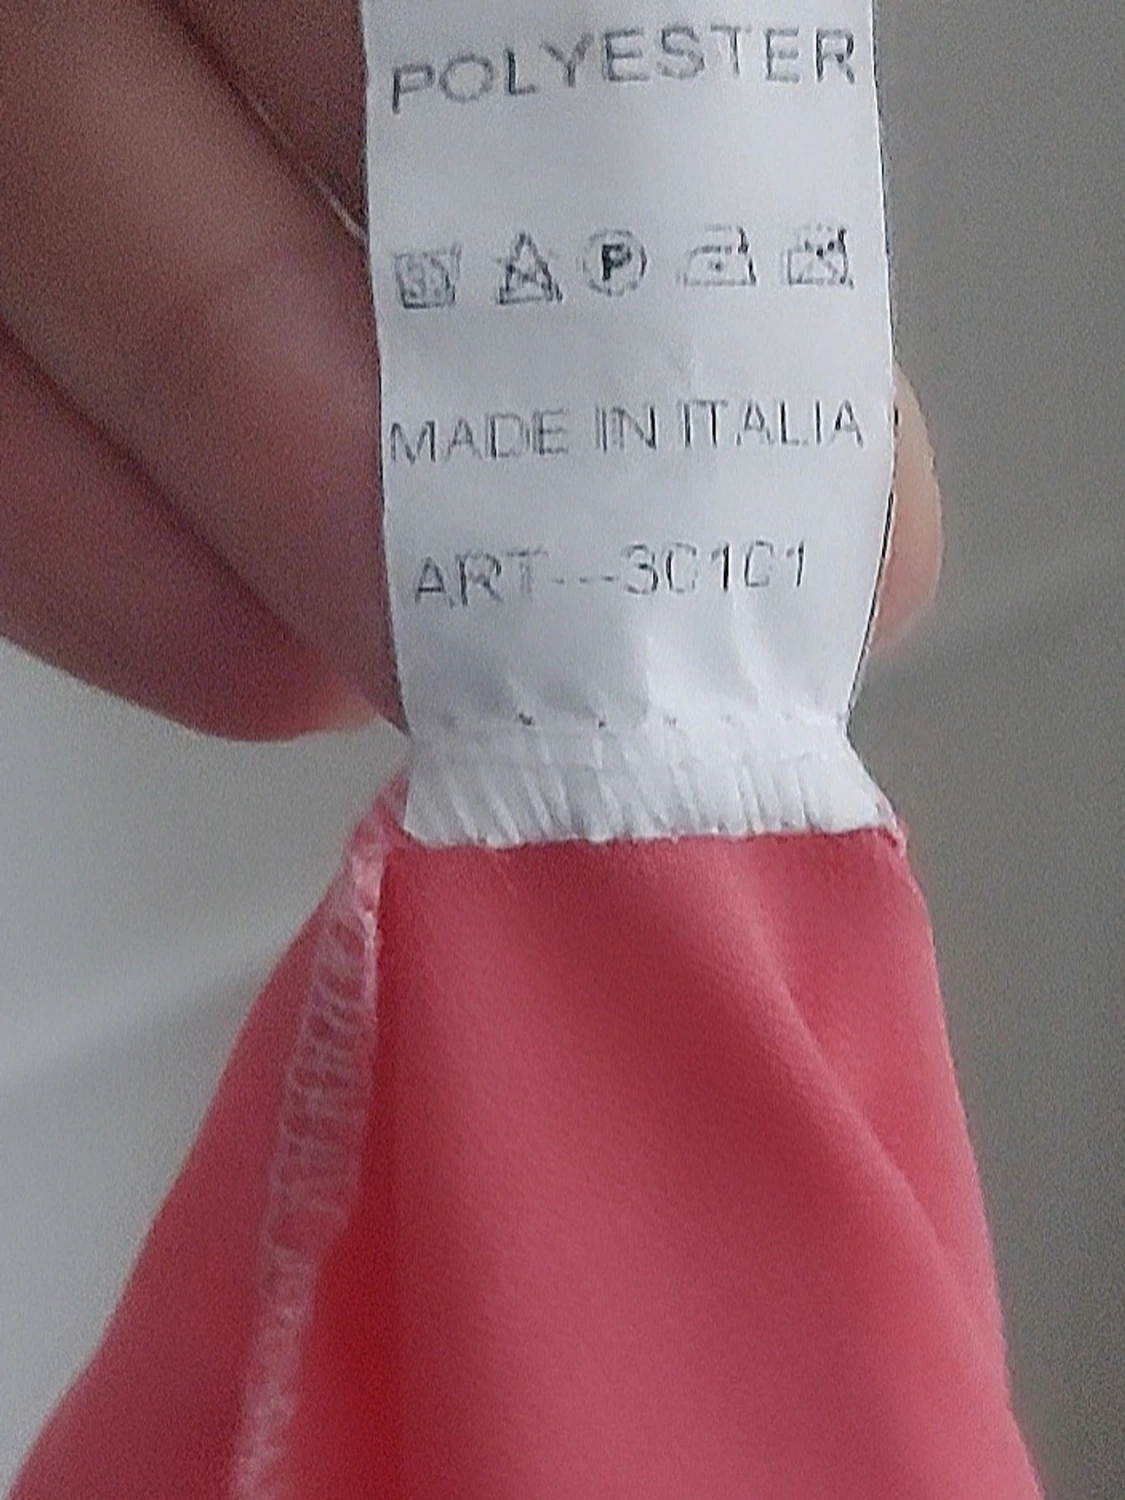 POLYESTER
P
MADE IN ITALIA
ART---30101